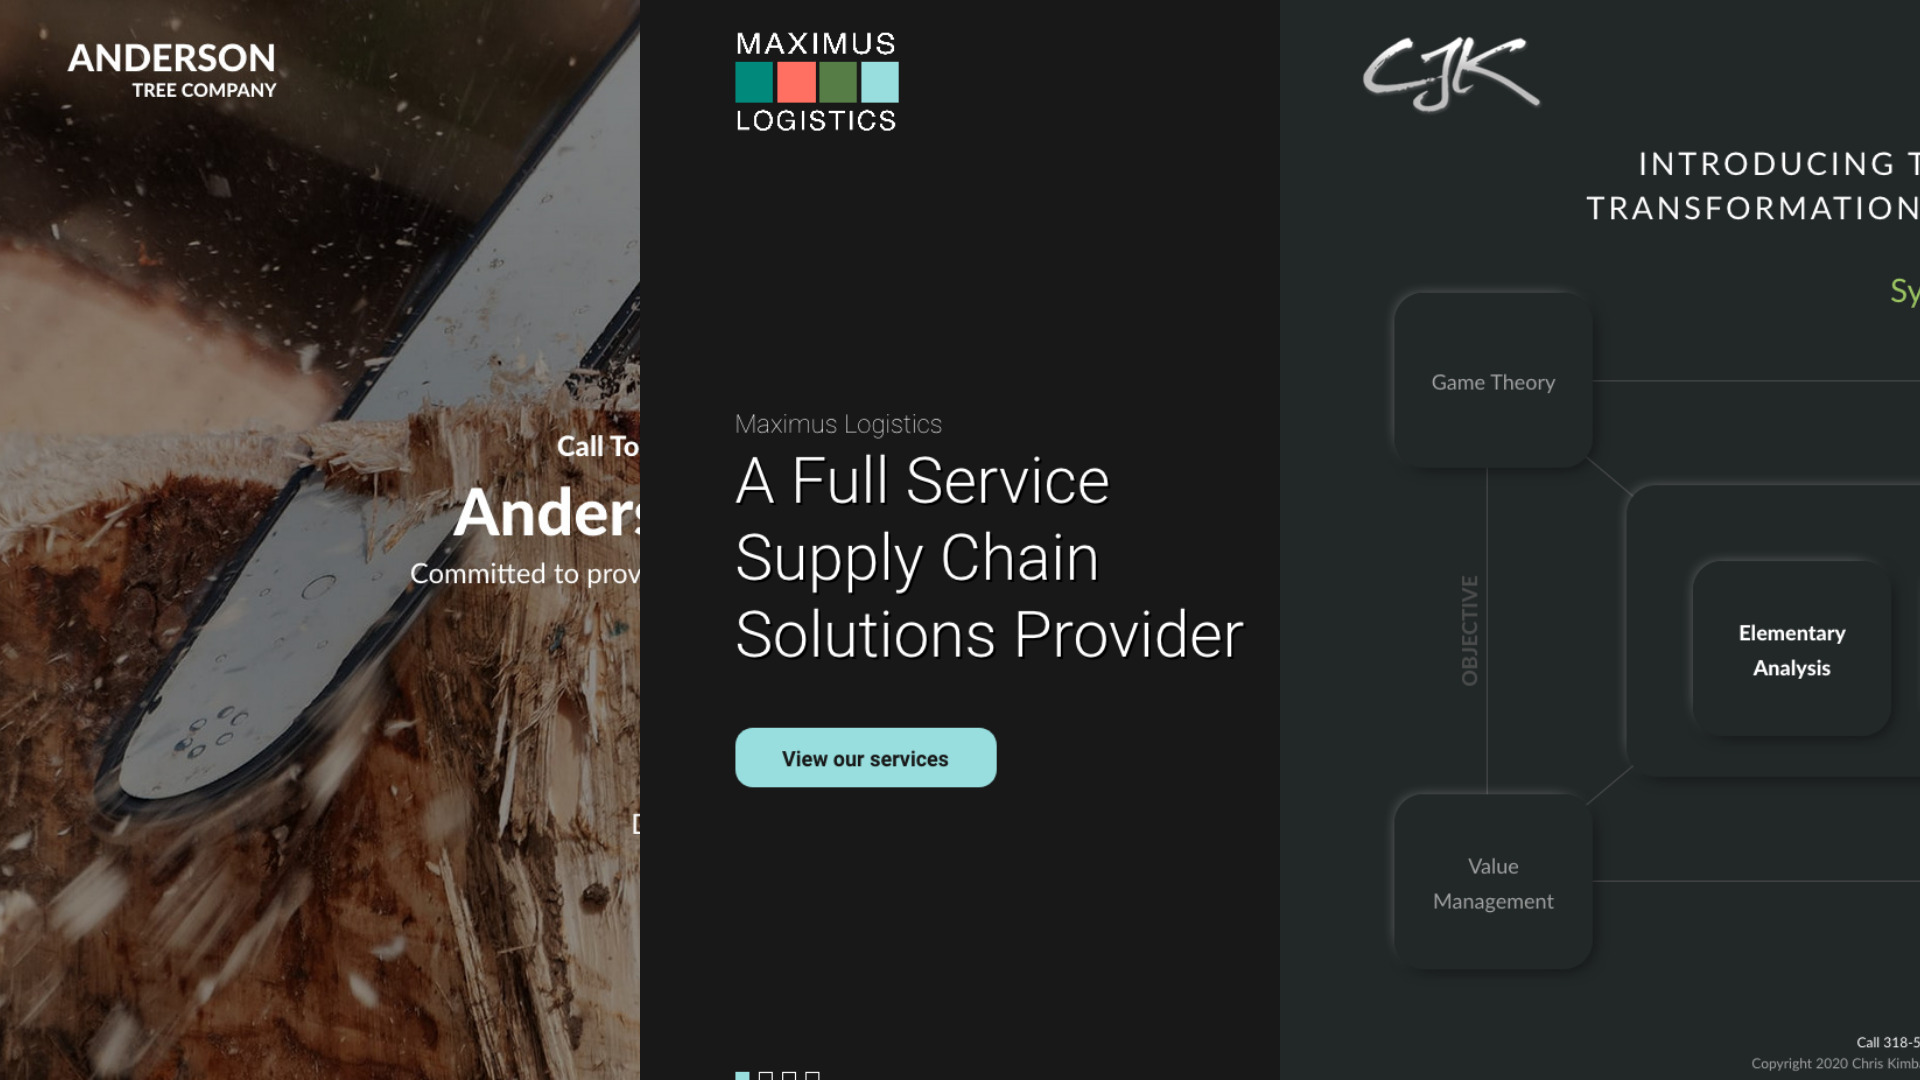 ANDERSON
TREE COMPANY
Call To
Anders
Committed to prov
MAXIMUS
LOGISTICS
Maximus Logistics
A Full Service
Supply Chain
Solutions Provider
View our services
CJK
INTRODUCING T
TRANSFORMATION
Sy
Game Theory
OBJECTIVE
Elementary
Analysis
Value
Management
Call 318-5
Copyright 2020 Chris Kimb